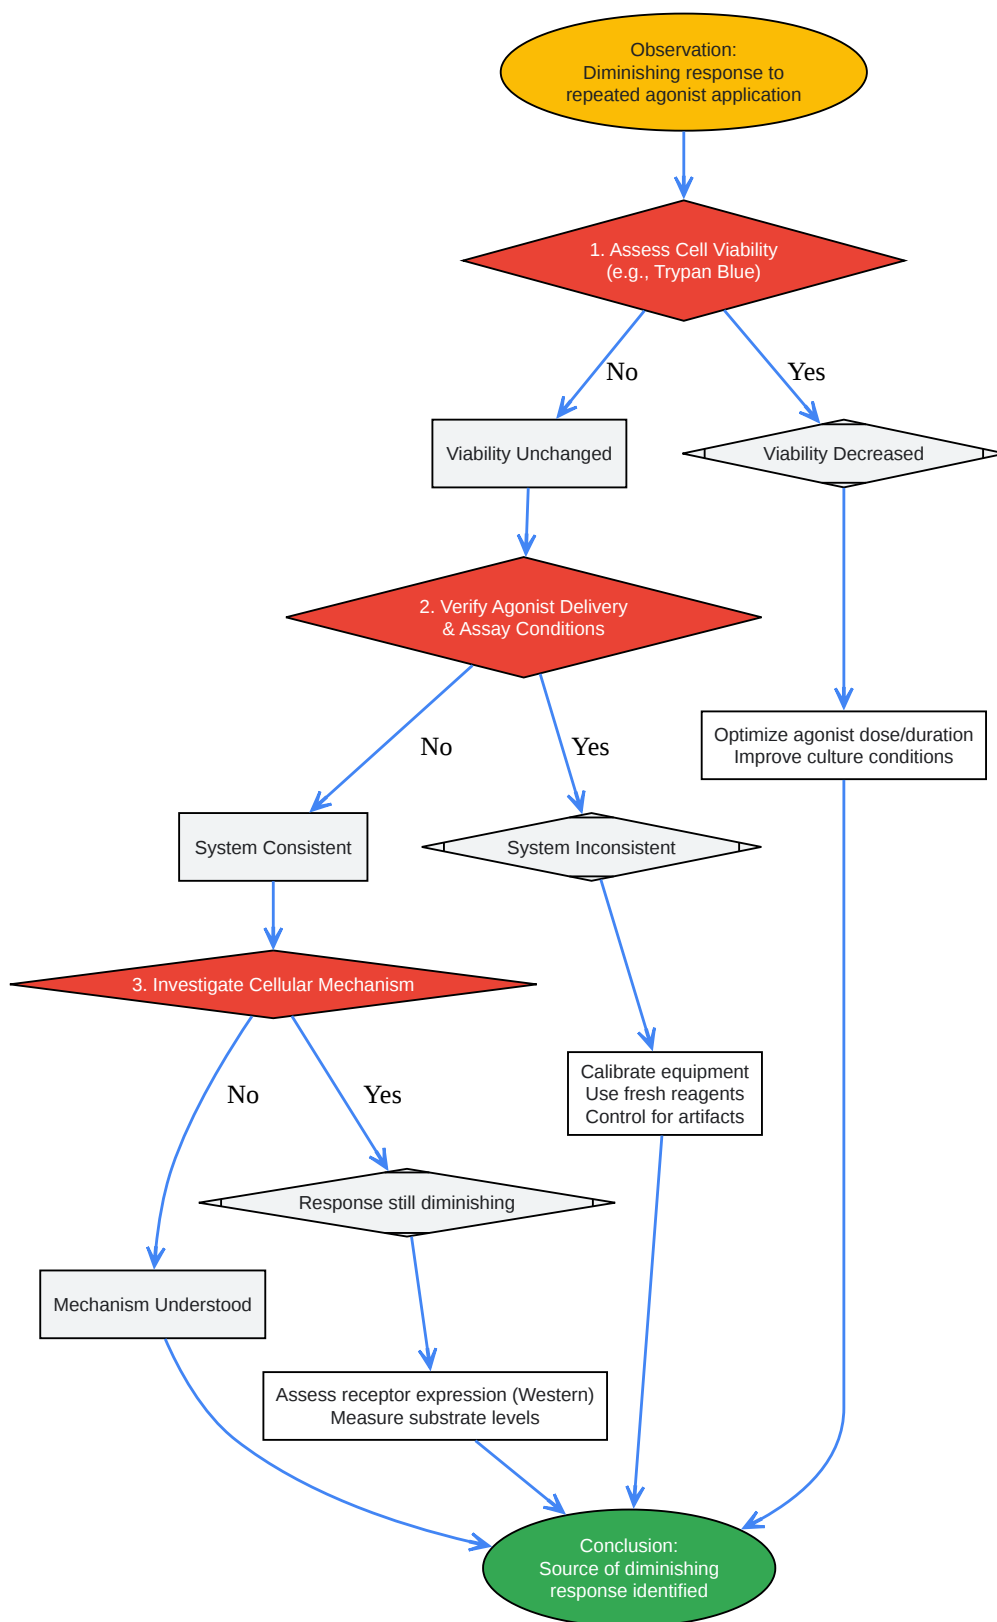 Observation:
Diminishing response to
repeated agonist application
1. Assess Cell Viability
(e.g., Trypan Blue)
No
Yes
Viability Unchanged
Viability Decreased
2. Verify Agonist Delivery
& Assay Conditions
Optimize agonist dose/duration
Improve culture conditions
No
Yes
System Consistent
System Inconsistent
3. Investigate Cellular Mechanism
Calibrate equipment
Use fresh reagents
Control for artifacts
No
Yes
Response still diminishing
Mechanism Understood
Assess receptor expression (Western)
Measure substrate levels
Conclusion:
Source of diminishing
response identified